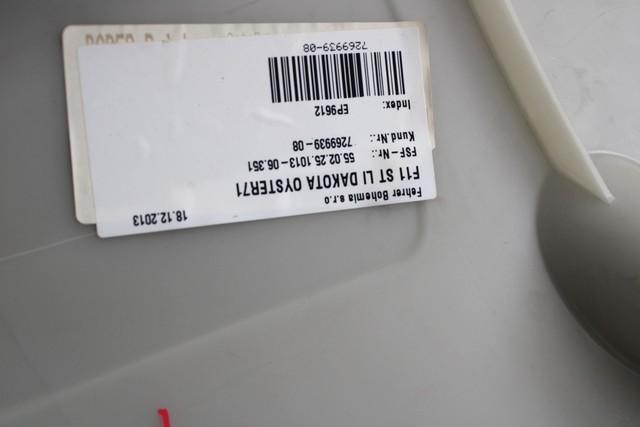 Fehrer Bohemia s.r.o
F11 ST LI DAKOTA OYSTER71
18.12.2013
FSF-Nr.: 55.02.25.1013-06.351
Kund.Nr.: 7269939-08
Index: EP9612
7269939-08